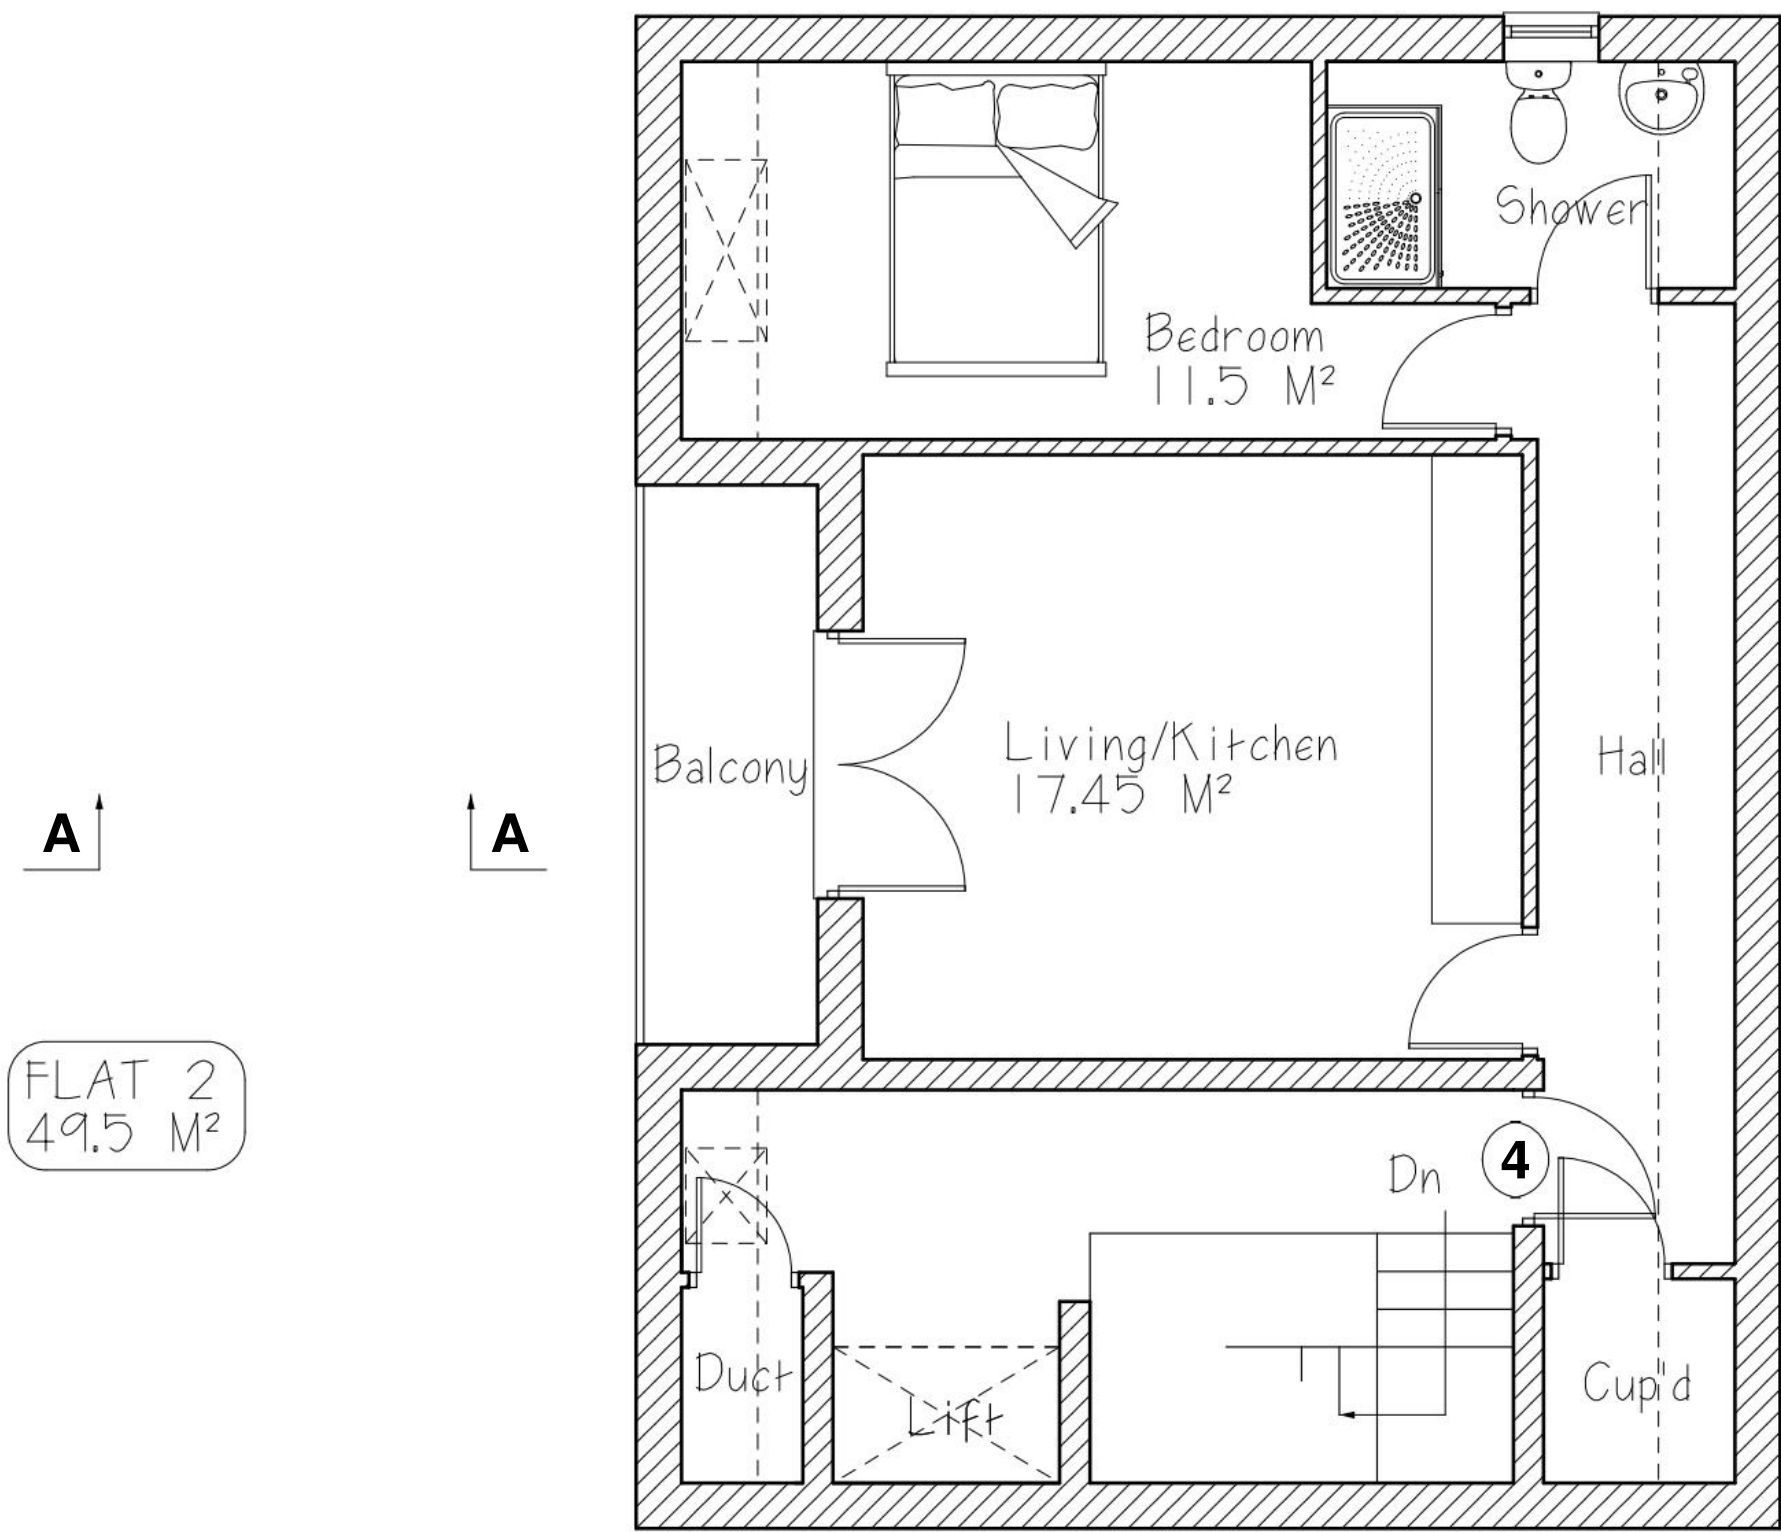 Shower
Bedroom
11.5 M²
Living/Kitchen
17.45 M²
Balcony
Hall
A
A
FLAT 2
49.5 M²
4
Dn
Duct
Lift
Cup'd